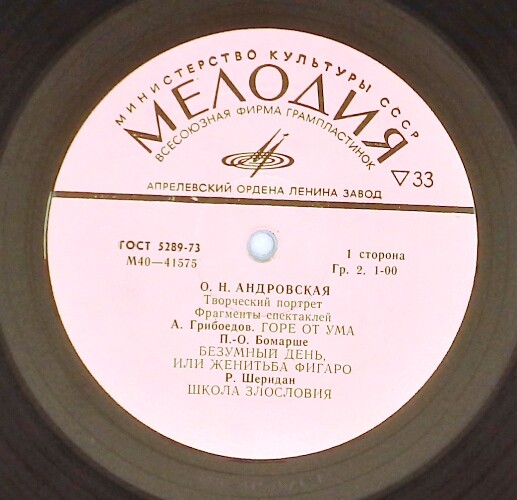 МИНИСТЕРСТВО КУЛЬТУРЫ СССР
МЕЛОДИЯ
ВСЕСОЮЗНАЯ ФИРМА ГРАМПЛАСТИНОК
АПРЕЛЕВСКИЙ ОРДЕНА ЛЕНИНА ЗАВОД
▽33
ГОСТ 5289-73
М40—41575
1 сторона
Гр. 2. 1-00
О. Н. АНДРОВСКАЯ
Творческий портрет
Фрагменты спектаклей
А. Грибоедов. ГОРЕ ОТ УМА
П.-О. Бомарше
БЕЗУМНЫЙ ДЕНЬ,
ИЛИ ЖЕНИТЬБА ФИГАРО
Р. Шеридан
ШКОЛА ЗЛОСЛОВИЯ